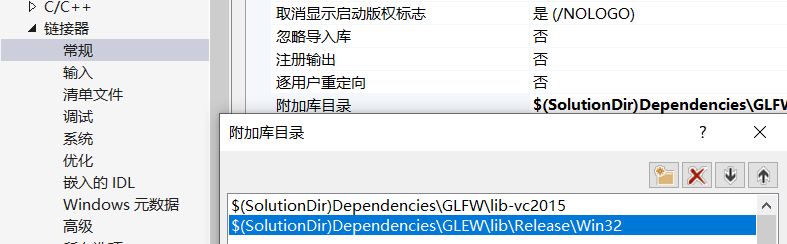 C/C++
链接器
常规
输入
清单文件
调试
系统
优化
嵌入的 IDL
Windows 元数据
高级
取消显示启动版权标志 是 (/NOLOGO)
忽略导入库 否
注册输出 否
逐用户重定向 否
附加库目录 $(SolutionDir)Dependencies\GLFW
附加库目录
$(SolutionDir)Dependencies\GLFW\lib-vc2015
$(SolutionDir)Dependencies\GLEW\lib\Release\Win32